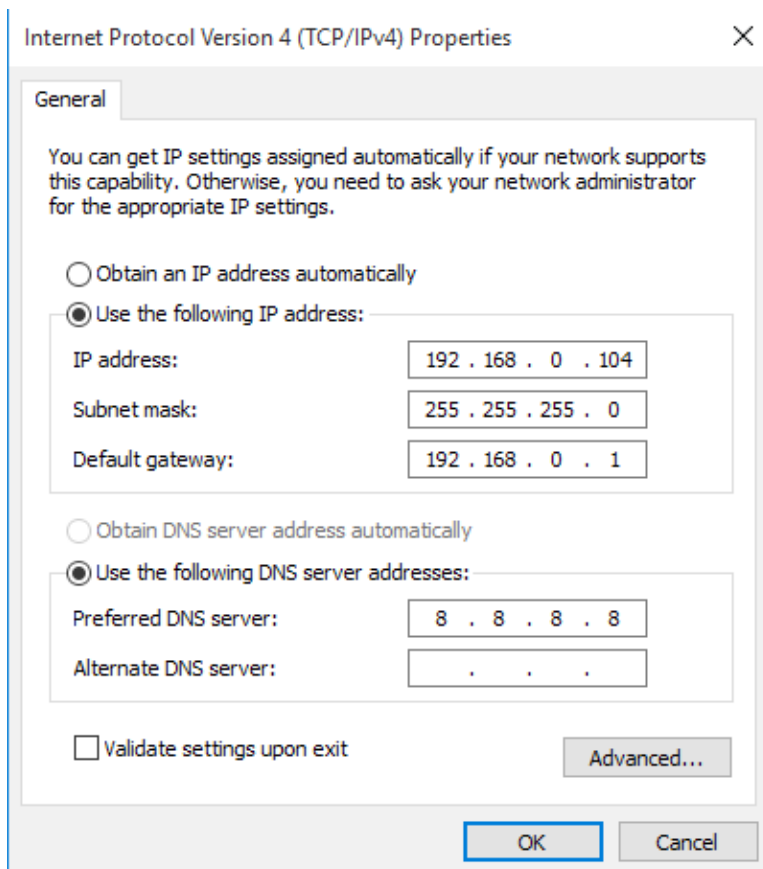 Internet Protocol Version 4 (TCP/IPv4) Properties
General
You can get IP settings assigned automatically if your network supports
this capability. Otherwise, you need to ask your network administrator
for the appropriate IP settings.
Obtain an IP address automatically
Use the following IP address:
IP address: 192 . 168 . 0 . 104
Subnet mask: 255 . 255 . 255 . 0
Default gateway: 192 . 168 . 0 . 1
Obtain DNS server address automatically
Use the following DNS server addresses:
Preferred DNS server: 8 . 8 . 8 . 8
Alternate DNS server: . . .
Validate settings upon exit
Advanced...
OK Cancel